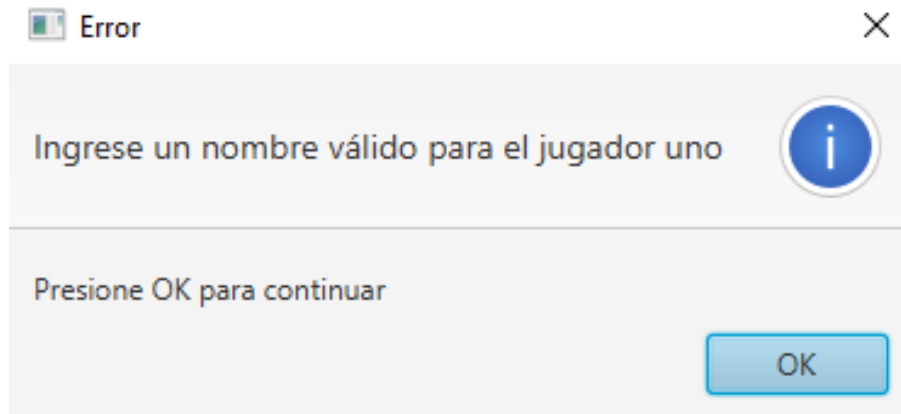 Error
Ingrese un nombre válido para el jugador uno
Presione OK para continuar
OK